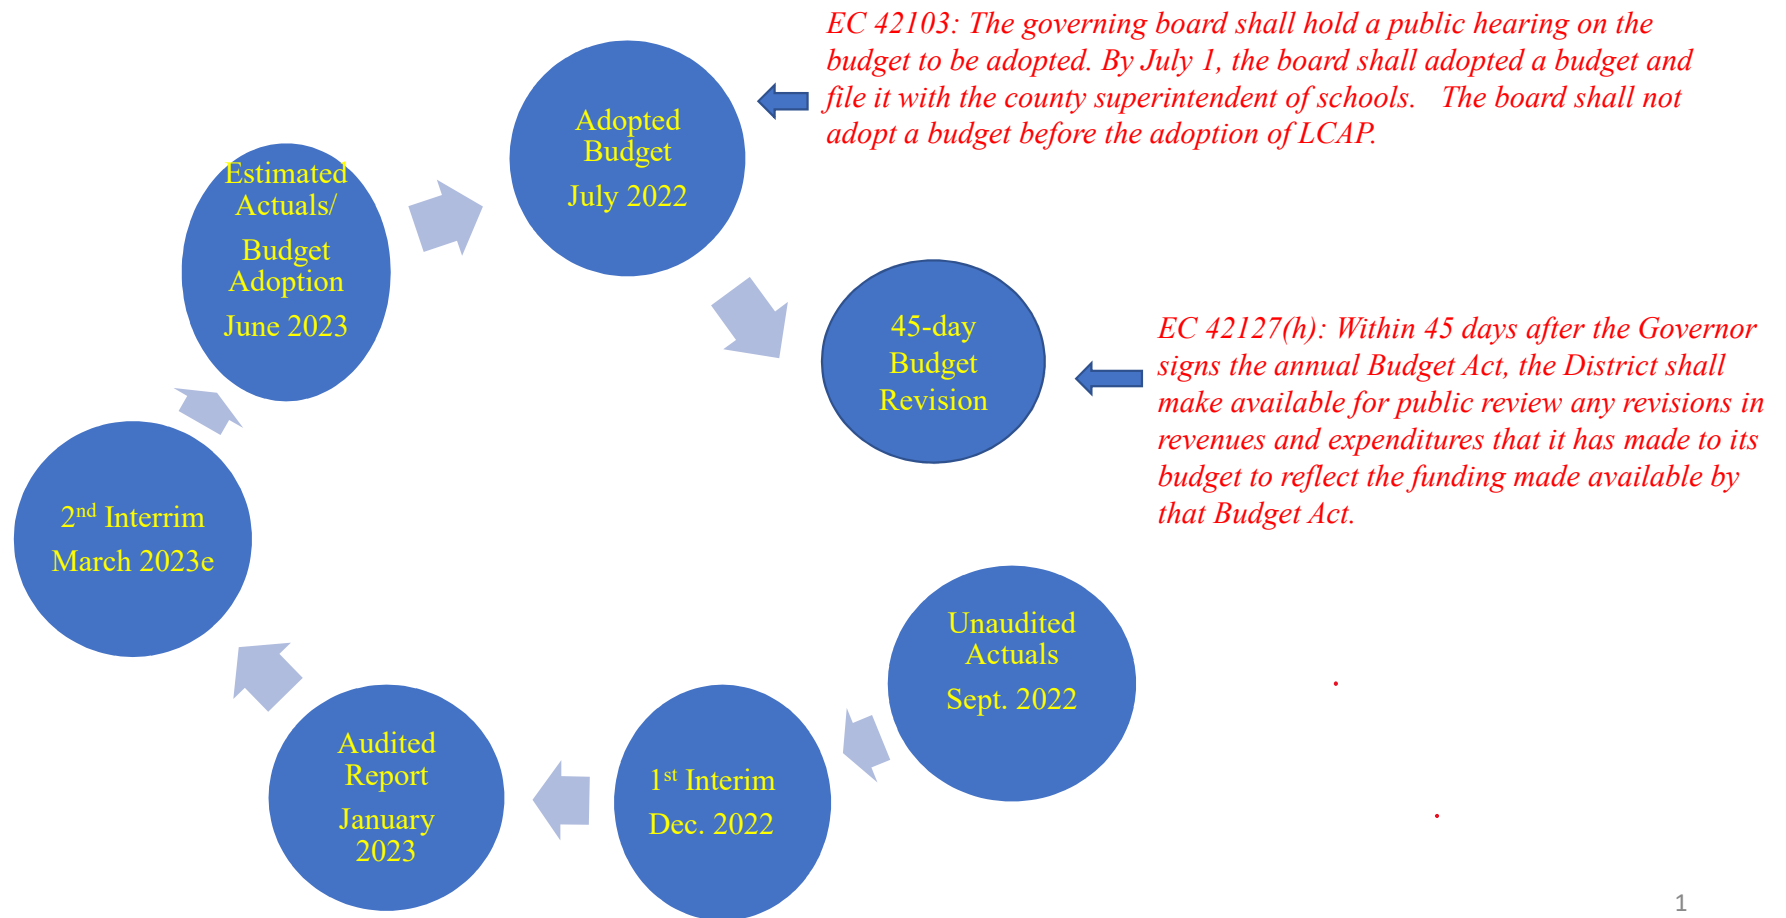 EC 42103: The governing board shall hold a public hearing on the
budget to be adopted. By July 1, the board shall adopted a budget and
file it with the county superintendent of schools.   The board shall not
adopt a budget before the adoption of LCAP.
Adopted
Budget
July 2022
45-day
Budget
Revision
EC 42127(h): Within 45 days after the Governor
signs the annual Budget Act, the District shall
make available for public review any revisions in
revenues and expenditures that it has made to its
budget to reflect the funding made available by
that Budget Act.
Unaudited
Actuals
Sept. 2022
1st Interim
Dec. 2022
Audited
Report
January
2023
2nd Interrim
March 2023e
Estimated
Actuals/
Budget
Adoption
June 2023
1